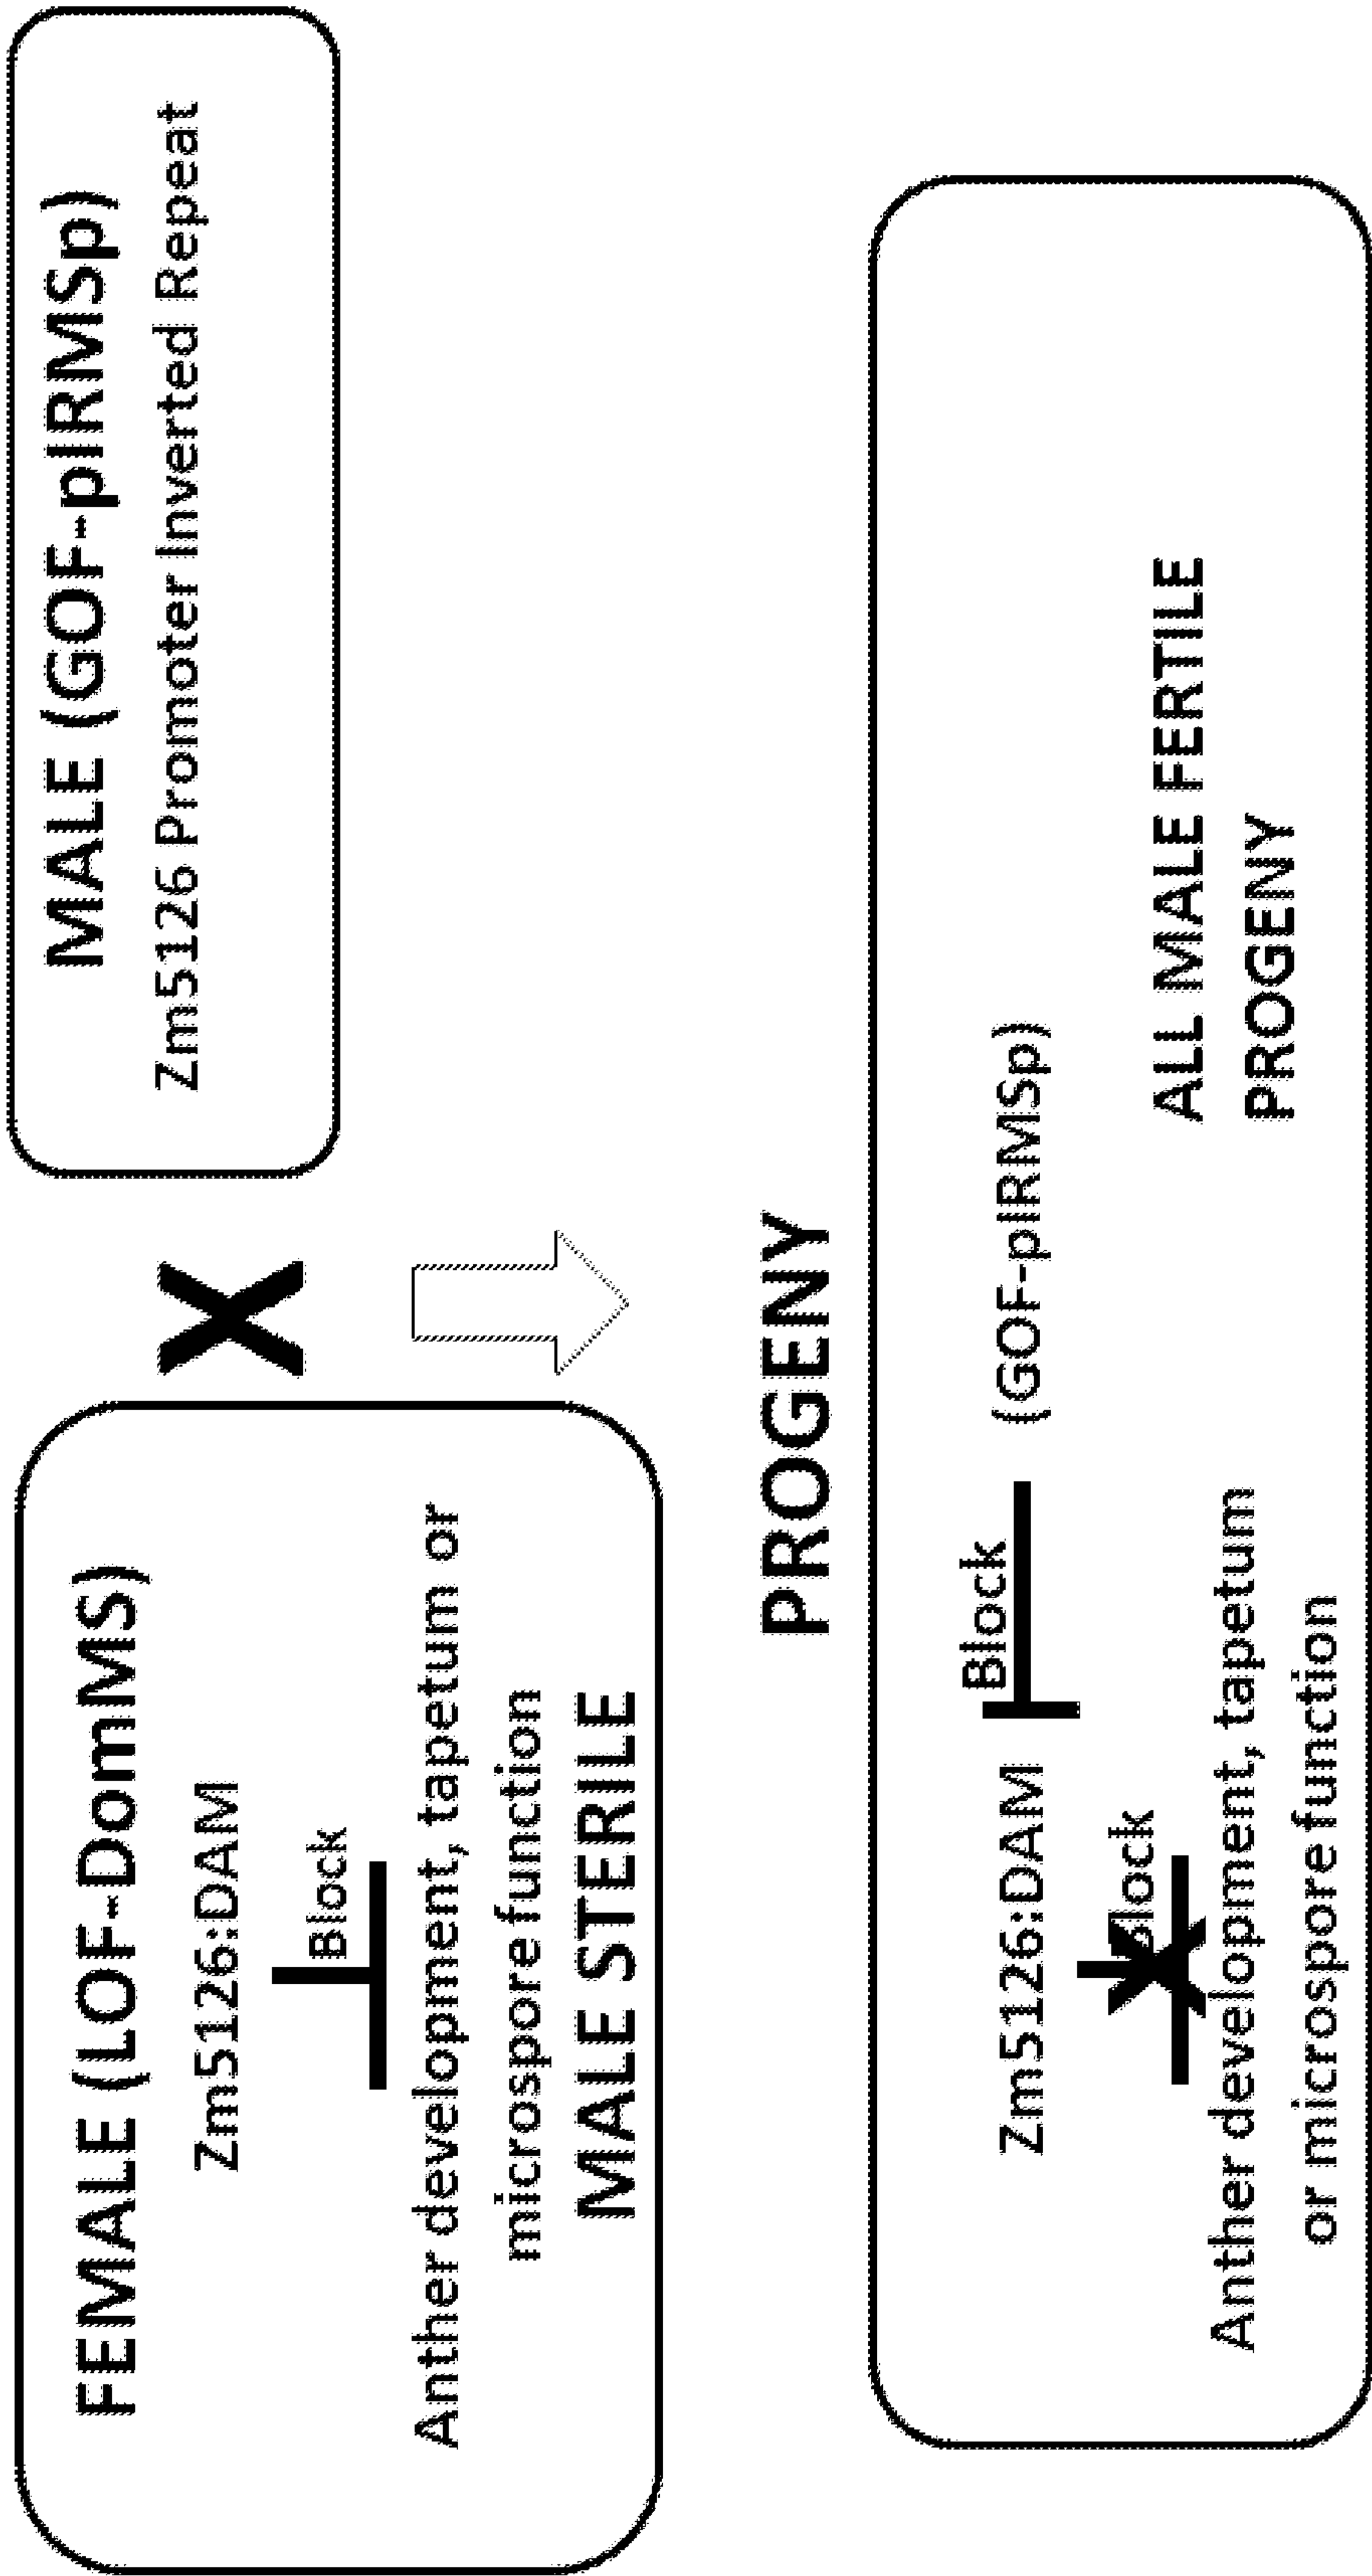 FEMALE (LOF-DomMS)
Zm5126:DAM
Block
Anther development, tapetum or
microspore function
MALE STERILE
X
MALE (GOF-pIRMSp)
Zm5126 Promoter Inverted Repeat
PROGENY
Zm5126:DAM
Block
(GOF-pIRMSp)
Block
Anther development, tapetum
or microspore function
ALL MALE FERTILE
PROGENY